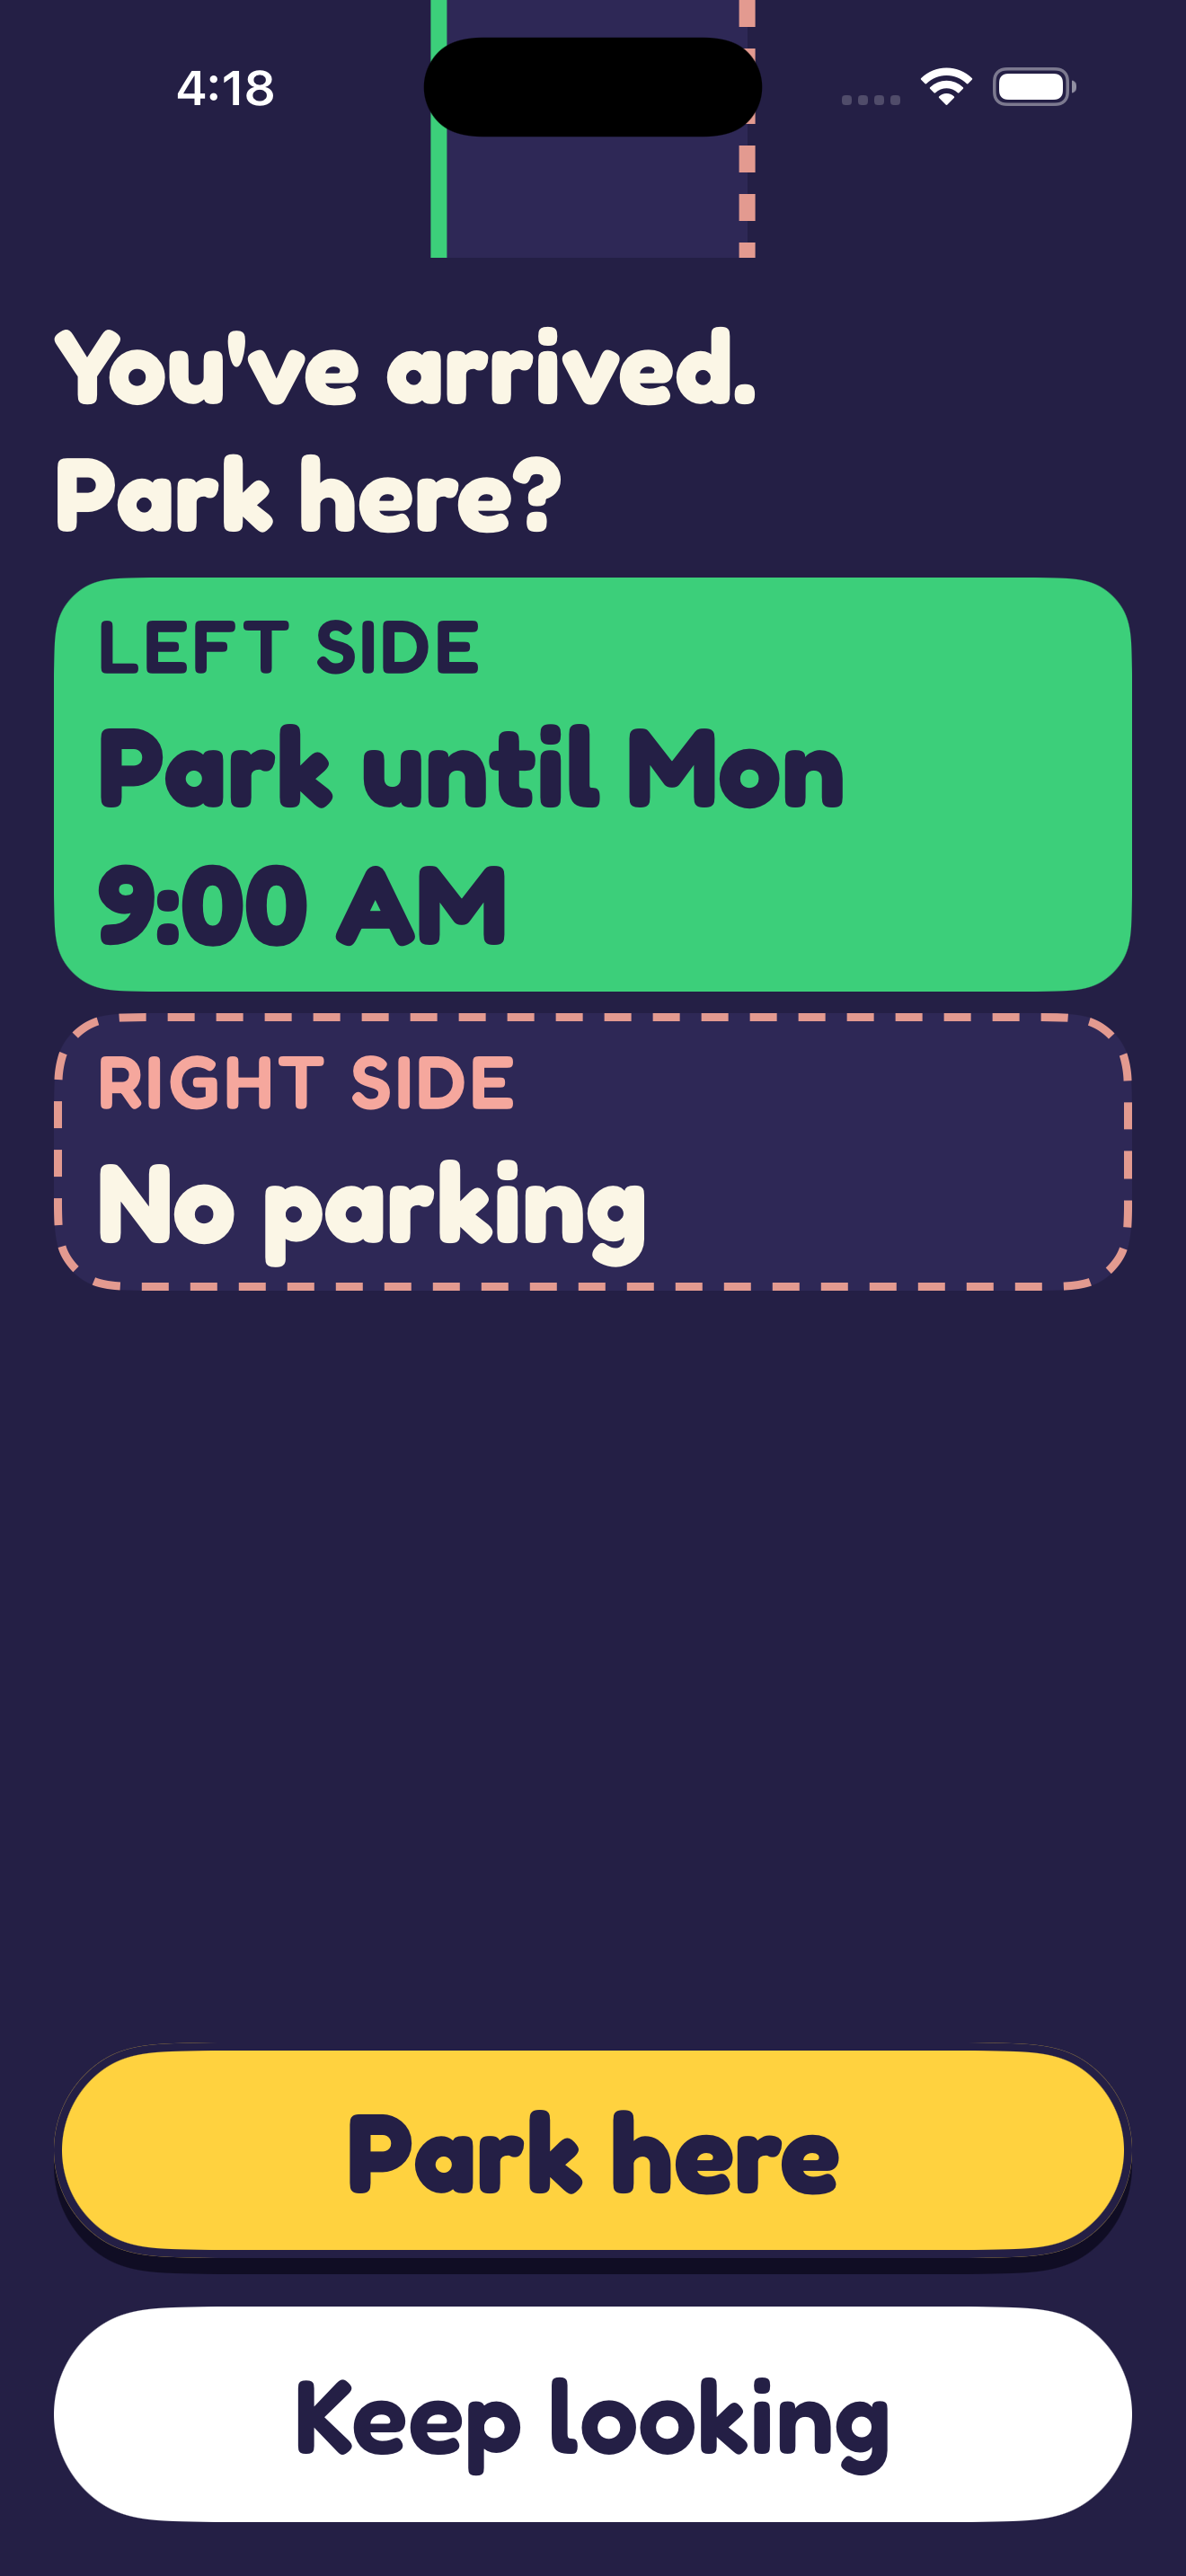 4:18
You've arrived.
Park here?
LEFT SIDE
Park until Mon
9:00 AM
RIGHT SIDE
No parking
Park here
Keep looking